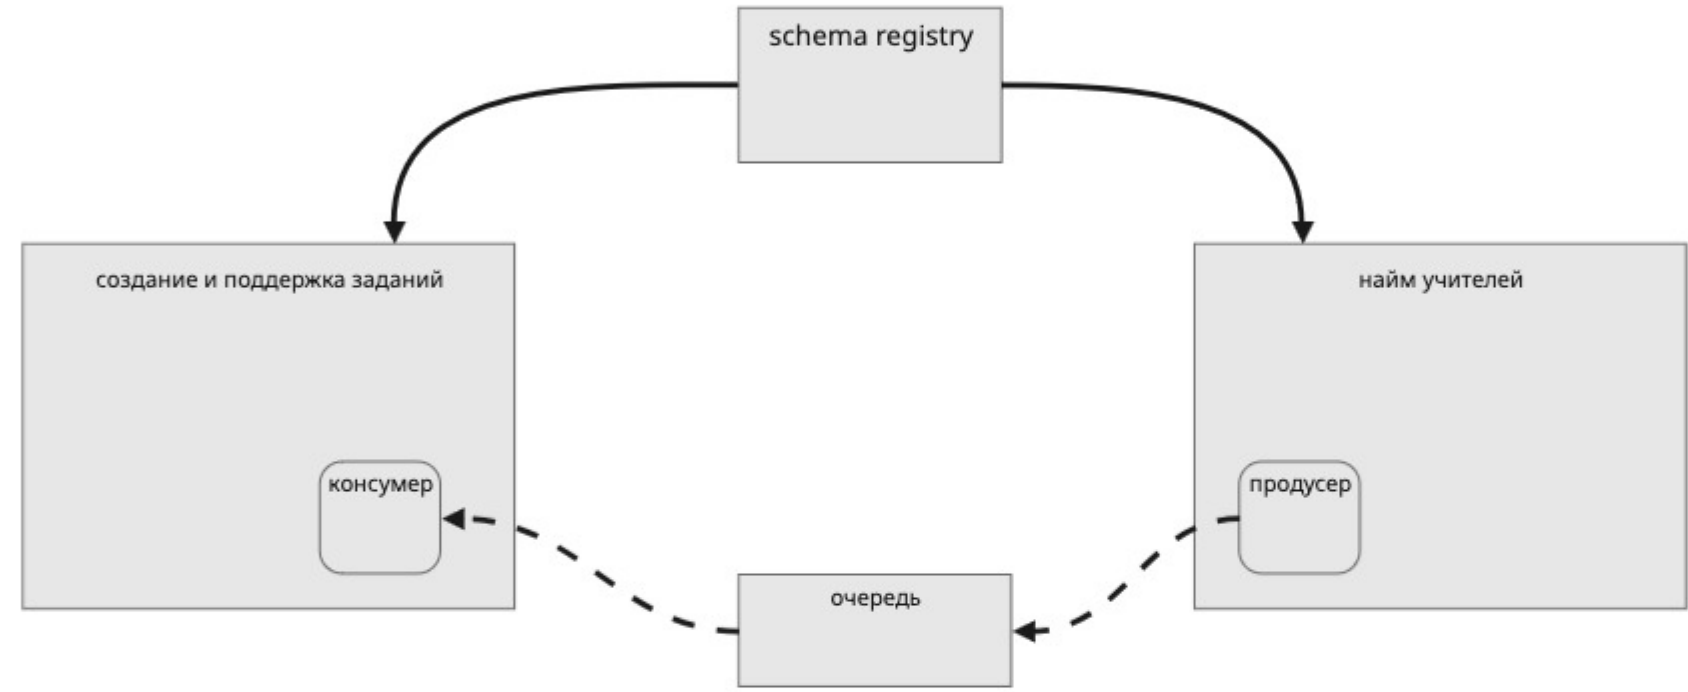 schema registry
создание и поддержка заданий
найм учителей
консумер
продусер
очередь